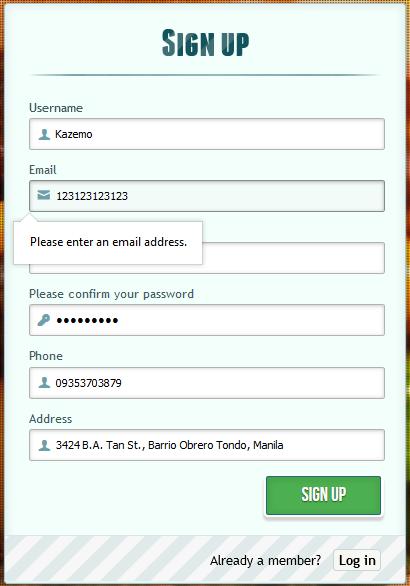 SIGN UP
Username
Kazemo
Email
123123123123
Please enter an email address.
Please confirm your password
•••••••••
Phone
09353703879
Address
3424 B.A. Tan St., Barrio Obrero Tondo, Manila
SIGN UP
Already a member? Log in